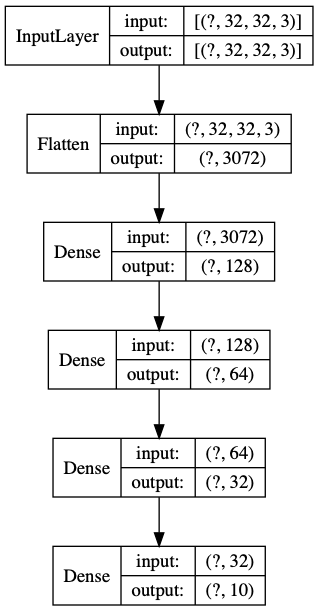 InputLayer
input: [(?, 32, 32, 3)]
output: [(?, 32, 32, 3)]
Flatten
input: (?, 32, 32, 3)
output: (?, 3072)
Dense
input: (?, 3072)
output: (?, 128)
Dense
input: (?, 128)
output: (?, 64)
Dense
input: (?, 64)
output: (?, 32)
Dense
input: (?, 32)
output: (?, 10)